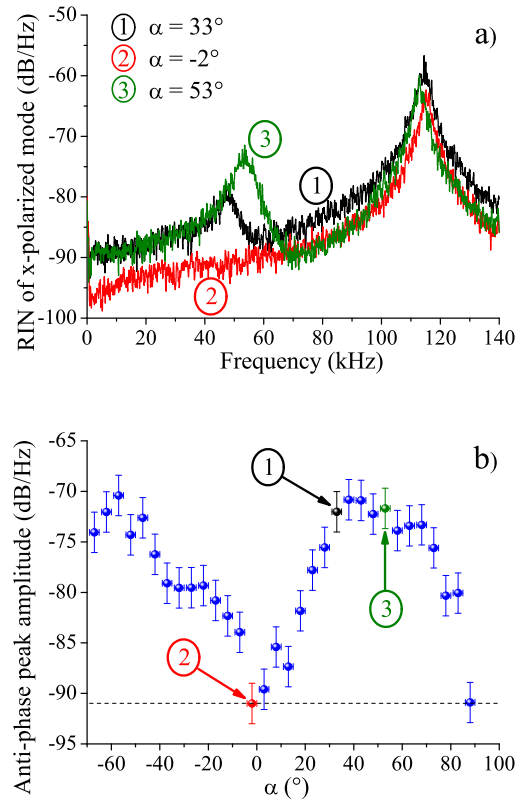 a)
1 α = 33°
2 α = -2°
3 α = 53°
3
1
2
-50
-60
-70
-80
-90
-100
RIN of x-polarized mode (dB/Hz)
0 20 40 60 80 100 120 140
Frequency (kHz)
b)
1
2
3
-65
-70
-75
-80
-85
-90
-95
Anti-phase peak amplitude (dB/Hz)
-60 -40 -20 0 20 40 60 80 100
α (°)